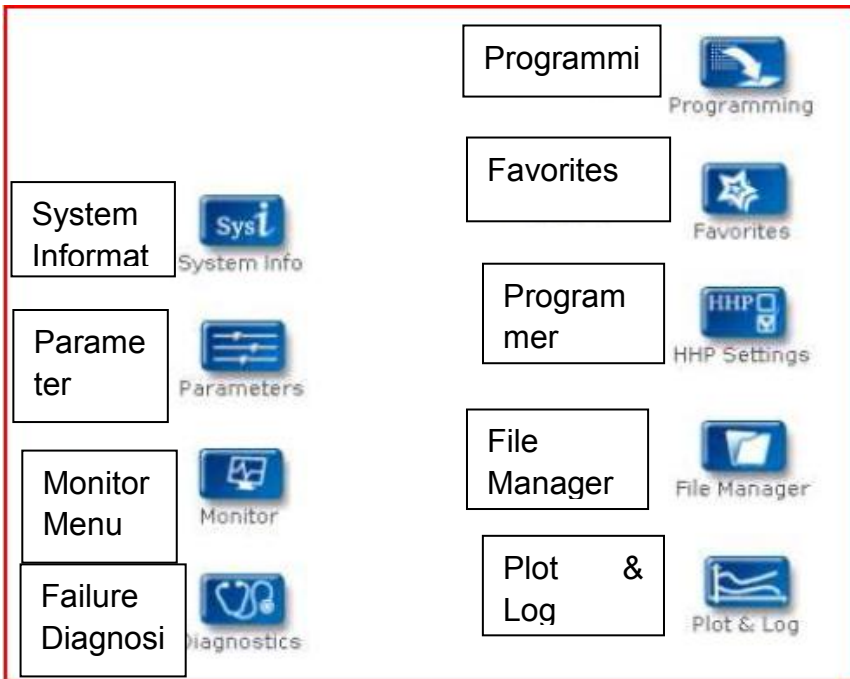 System
Informat
Sysi
System Info
Parame
ter
Parameters
Monitor
Menu
Monitor
Failure
Diagnosi
Diagnostics
Programmi
Programming
Favorites
Favorites
Program
mer
HHP
HHP Settings
File
Manager
File Manager
Plot &
Log
Plot & Log